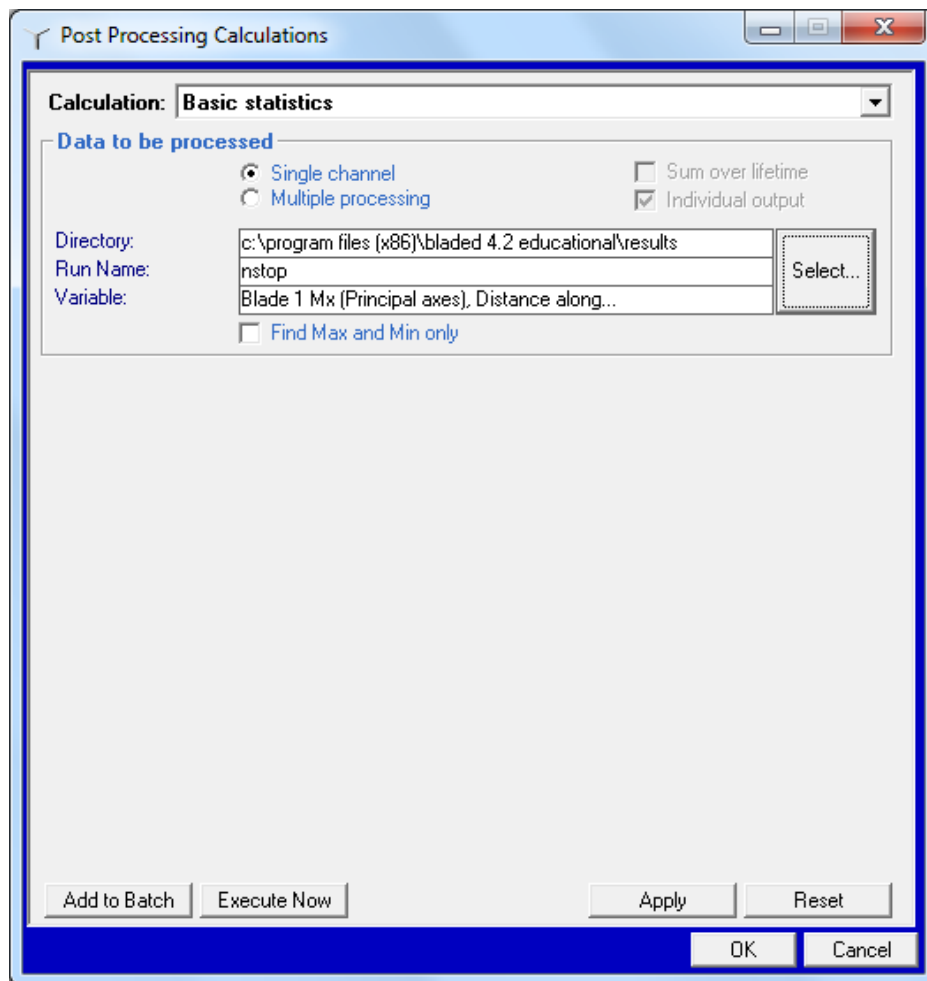 Post Processing Calculations
Calculation: Basic statistics
Data to be processed
Single channel Sum over lifetime
Multiple processing Individual output
Directory: c:\program files (x86)\bladed 4.2 educational\results
Run Name: nstop Select...
Variable: Blade 1 Mx (Principal axes), Distance along...
Find Max and Min only
Add to Batch Execute Now Apply Reset
OK Cancel